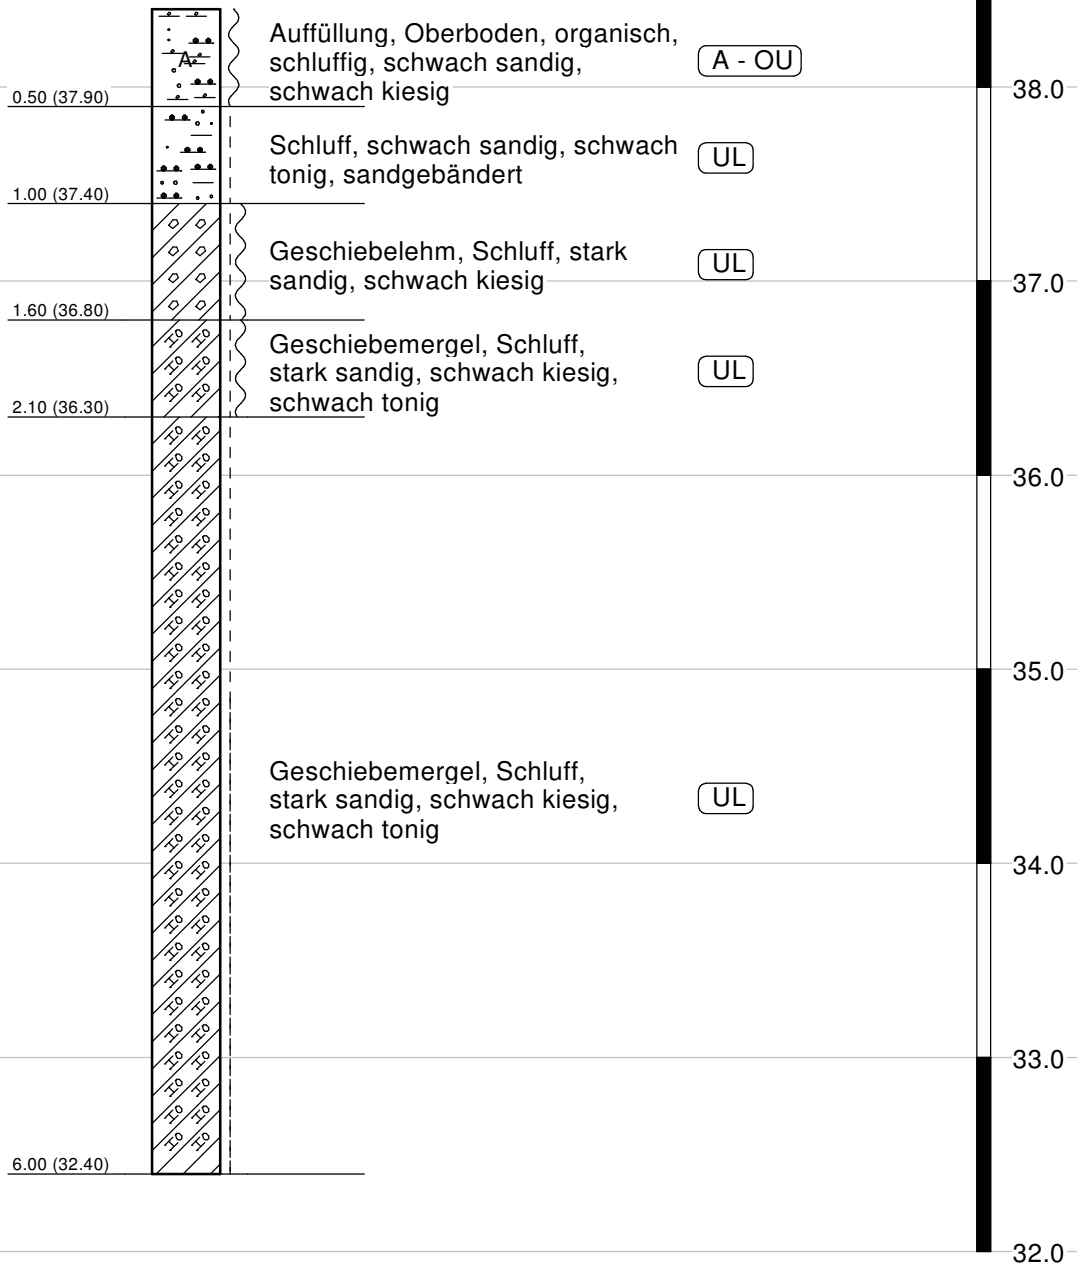 Auffüllung, Oberboden, organisch,
schluffig, schwach sandig,
schwach kiesig
A - OU
A
38.0
0.50 (37.90)
Schluff, schwach sandig, schwach
tonig, sandgebändert
UL
1.00 (37.40)
Geschiebelehm, Schluff, stark
sandig, schwach kiesig
UL
37.0
1.60 (36.80)
Geschiebemergel, Schluff,
stark sandig, schwach kiesig,
schwach tonig
UL
2.10 (36.30)
36.0
35.0
Geschiebemergel, Schluff,
stark sandig, schwach kiesig,
schwach tonig
UL
34.0
33.0
6.00 (32.40)
32.0